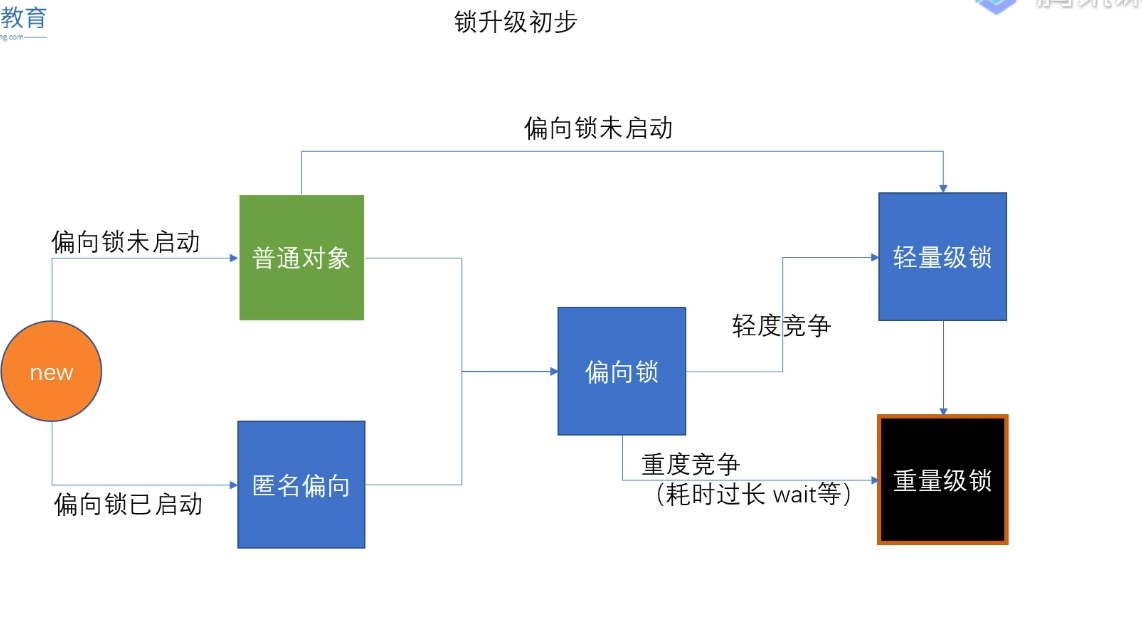 教育
锁升级初步
偏向锁未启动
偏向锁未启动
普通对象
轻量级锁
轻度竞争
new
偏向锁
匿名偏向
偏向锁已启动
重度竞争
（耗时过长 wait等）
重量级锁